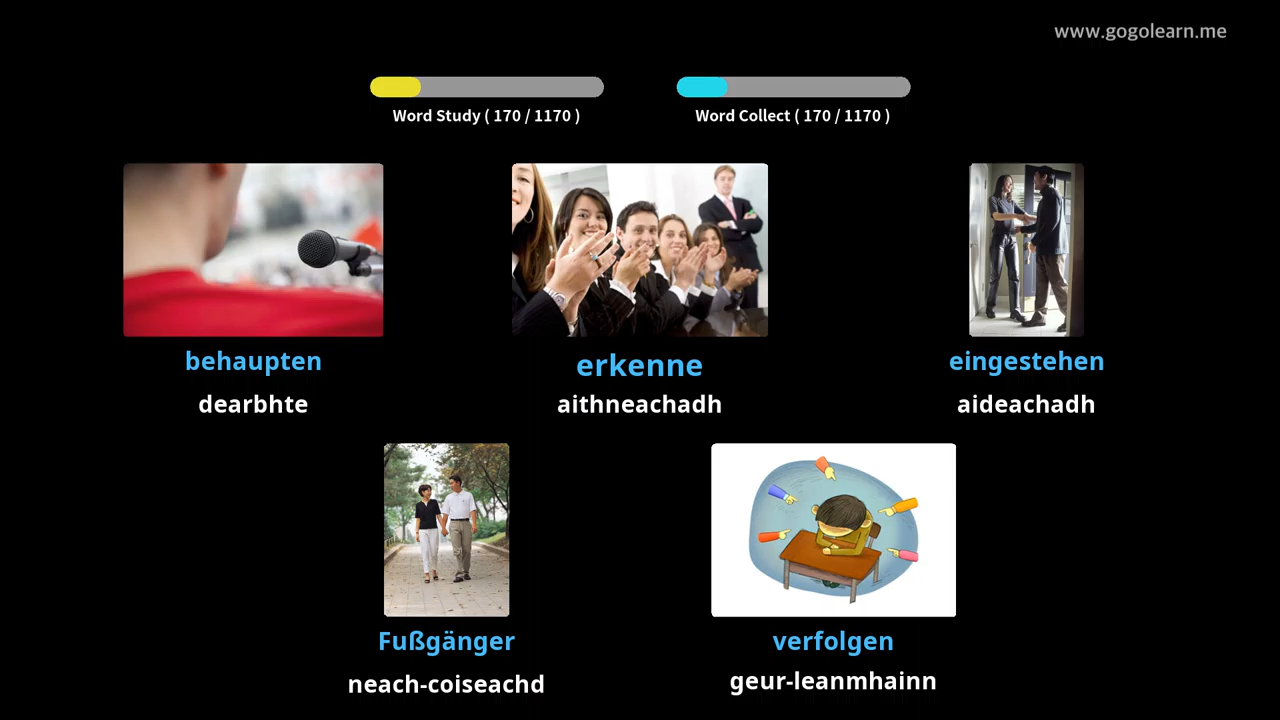 www.gogolearn.me
Word Study ( 170 / 1170 )
Word Collect ( 170 / 1170 )
behaupten
erkenne
eingestehen
dearbhte
aithneachadh
aideachadh
Fußgänger
verfolgen
neach-coiseachd
geur-leanmhainn